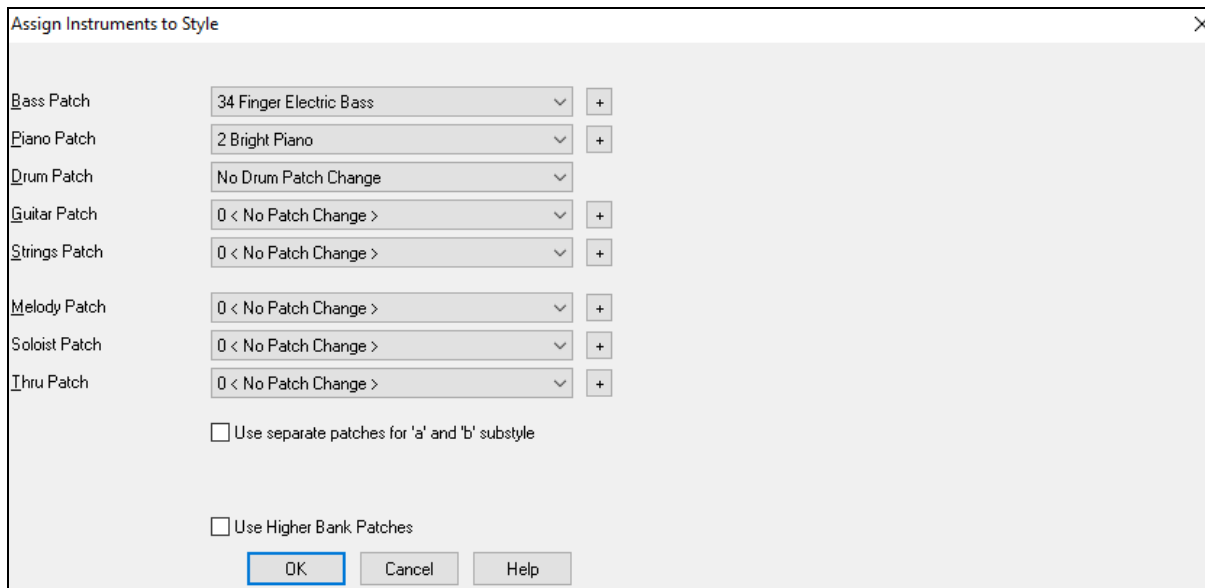 Assign Instruments to Style
Bass Patch 34 Finger Electric Bass +
Piano Patch 2 Bright Piano +
Drum Patch No Drum Patch Change
Guitar Patch 0 < No Patch Change > +
Strings Patch 0 < No Patch Change > +
Melody Patch 0 < No Patch Change > +
Soloist Patch 0 < No Patch Change > +
Thru Patch 0 < No Patch Change > +
Use separate patches for 'a' and 'b' substyle
Use Higher Bank Patches
OK Cancel Help